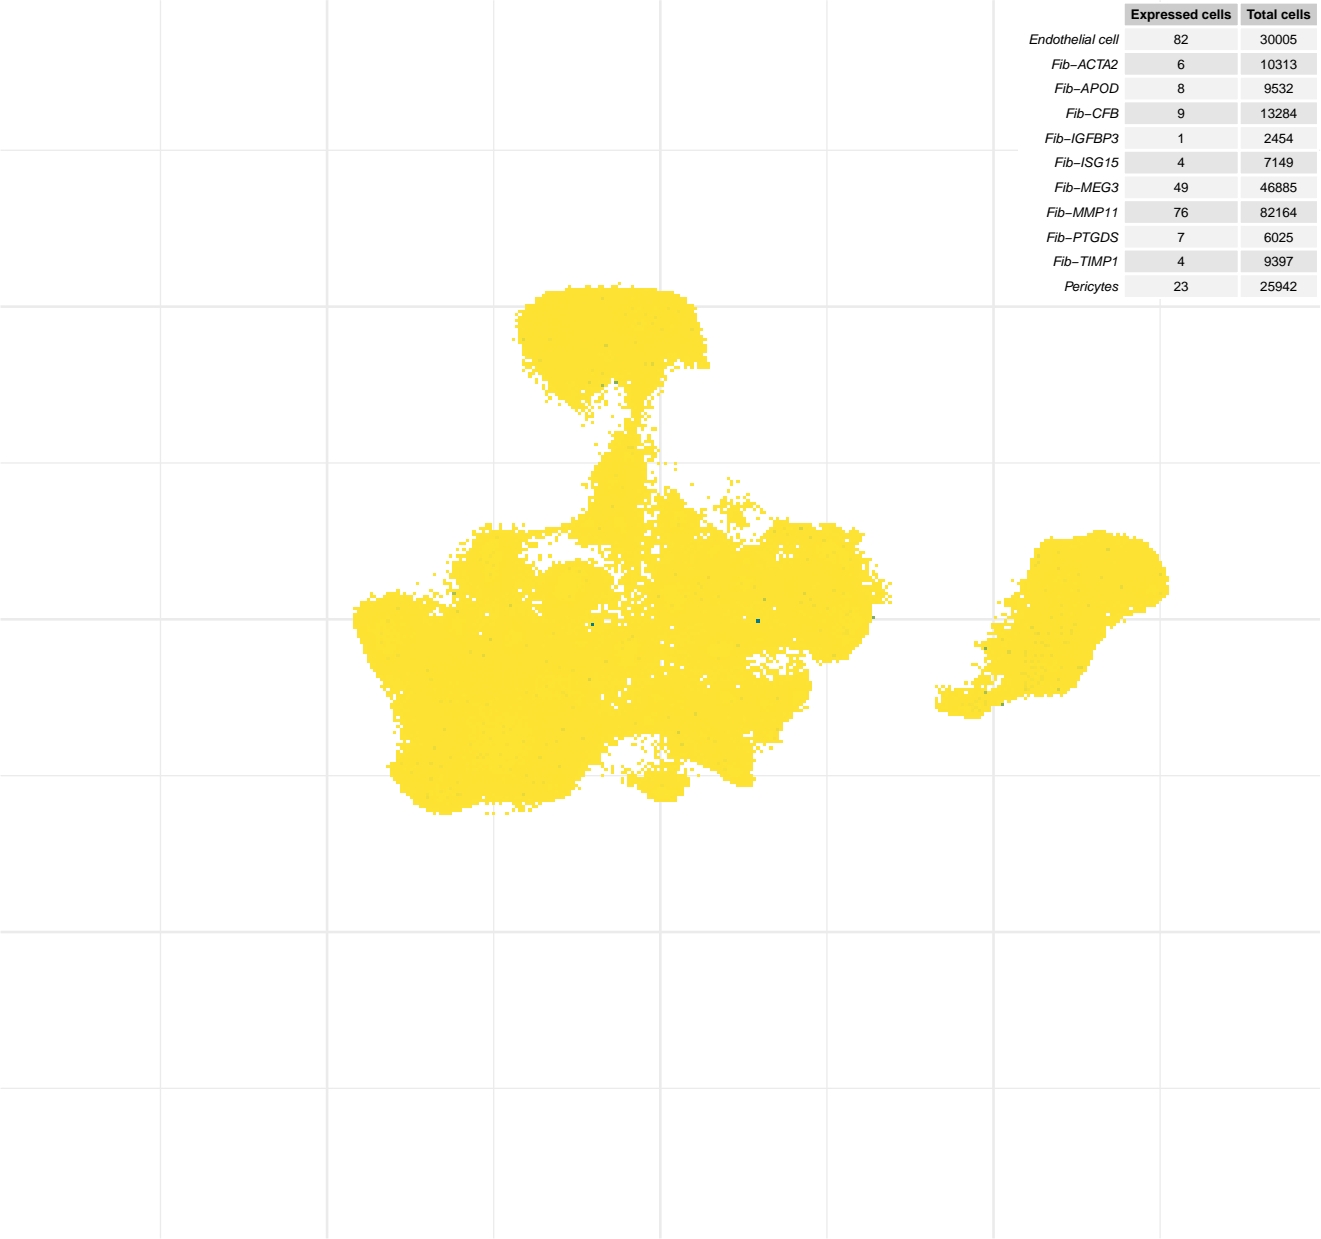 Expressed cells Total cells
Endothelial cell 82 30005
Fib−ACTA2 6 10313
Fib−APOD 8 9532
Fib−CFB 9 13284
Fib−IGFBP3 1 2454
Fib−ISG15 4 7149
Fib−MEG3 49 46885
Fib−MMP11 76 82164
Fib−PTGDS 7 6025
Fib−TIMP1 4 9397
Pericytes 23 25942